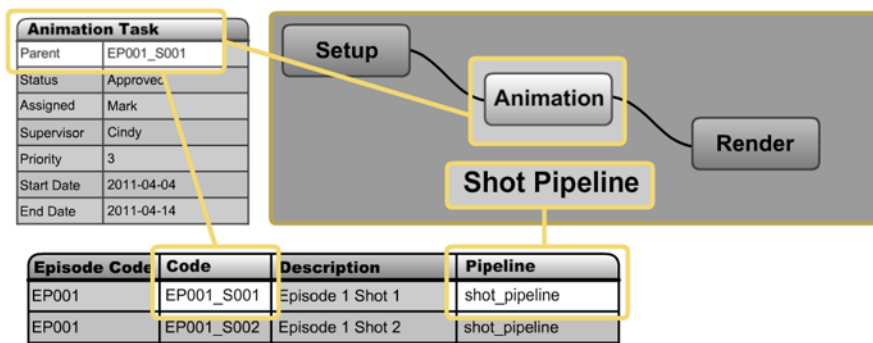 Animation Task
Parent EP001_S001
Status Approved
Assigned Mark
Supervisor Cindy
Priority 3
Start Date 2011-04-04
End Date 2011-04-14
Setup
Animation
Render
Shot Pipeline
Episode Code Code Description Pipeline
EP001 EP001_S001 Episode 1 Shot 1 shot_pipeline
EP001 EP001_S002 Episode 1 Shot 2 shot_pipeline